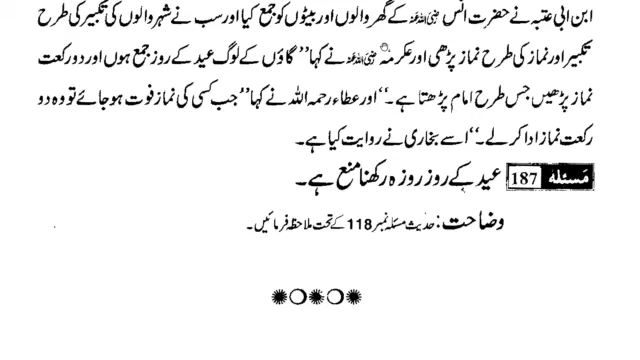 ابن ابی عتبہ نے حضرت انس رضی اللہ عنہ کے گھر والوں اور بیٹوں کو جمع کیا اور سب نے شہر والوں کی تکبیر کی طرح
تکبیر اور نماز کی طرح نماز پڑھی اور عکرمہ رضی اللہ عنہ نے کہا ’’گاؤں کے لوگ عید کے روز جمع ہوں اور دو رکعت
نماز پڑھیں جس طرح امام پڑھتا ہے۔‘‘ اور عطاء رحمہ اللہ نے کہا ’’جب کسی کی نماز فوت ہو جائے تو وہ دو
رکعت نماز ادا کر لے۔‘‘ اسے بخاری نے روایت کیا ہے۔
مَسئلہ 187 عید کے روز روزہ رکھنا منع ہے۔
وضاحت: حدیث مسئلہ نمبر 118 کے تحت ملاحظہ فرمائیں۔